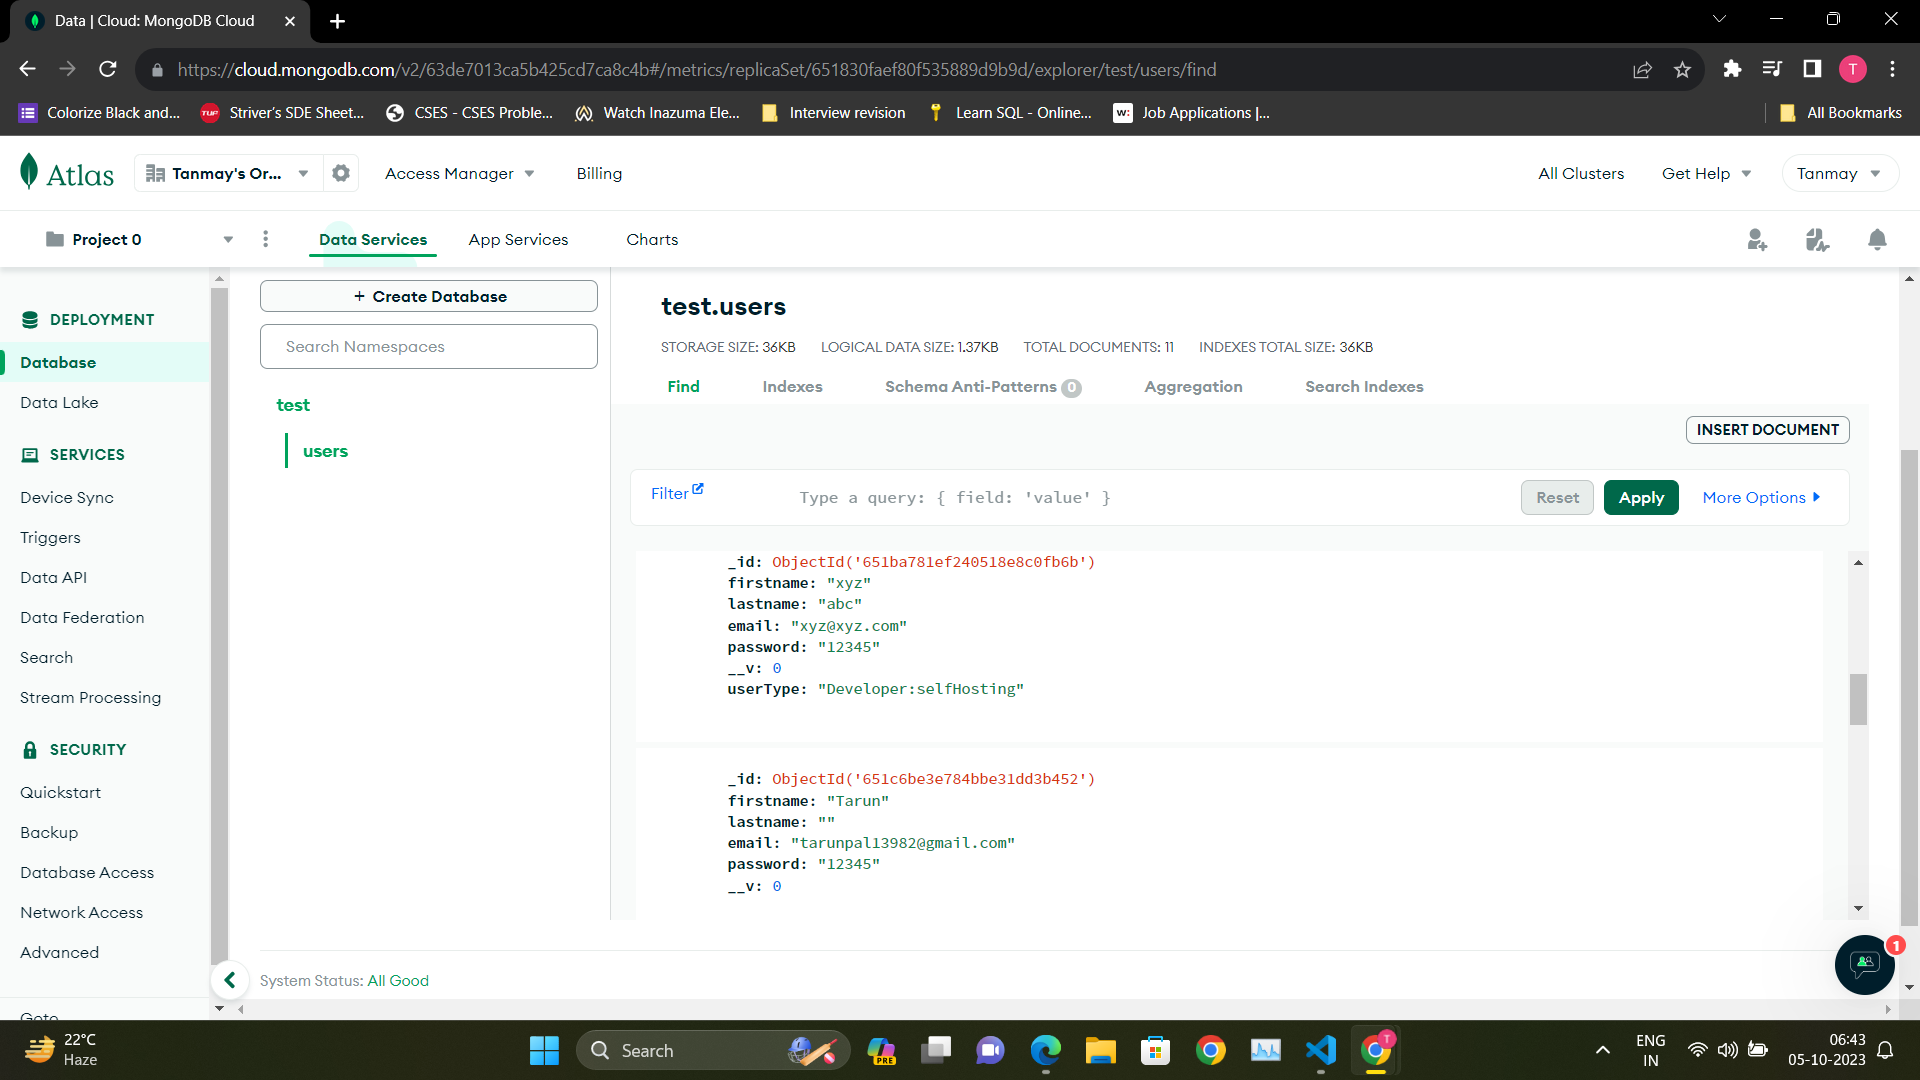 Data | Cloud: MongoDB Cloud
https://cloud.mongodb.com/v2/63de7013ca5b425cd7ca8c4b#/metrics/replicaSet/651830faef80f535889d9b9d/explorer/test/users/find
T
Colorize Black and...
TUF
Striver's SDE Sheet...
CSES - CSES Proble...
Watch Inazuma Ele...
Interview revision
Learn SQL - Online...
w:
Job Applications |...
All Bookmarks
Atlas
Tanmay's Or...
Access Manager
Billing
All Clusters
Get Help
Tanmay
Project 0
Data Services
App Services
Charts
DEPLOYMENT
Database
Data Lake
SERVICES
Device Sync
Triggers
Data API
Data Federation
Search
Stream Processing
SECURITY
Quickstart
Backup
Database Access
Network Access
Advanced
Goto
+ Create Database
Search Namespaces
test
users
test.users
STORAGE SIZE: 36KB LOGICAL DATA SIZE: 1.37KB TOTAL DOCUMENTS: 11 INDEXES TOTAL SIZE: 36KB
Find
Indexes
Schema Anti-Patterns 0
Aggregation
Search Indexes
INSERT DOCUMENT
Filter
Type a query: { field: 'value' }
Reset
Apply
More Options
_id: ObjectId('651ba781ef240518e8c0fb6b')
firstname: "xyz"
lastname: "abc"
email: "xyz@xyz.com"
password: "12345"
__v: 0
userType: "Developer:selfHosting"
_id: ObjectId('651c6be3e784bbe31dd3b452')
firstname: "Tarun"
lastname: ""
email: "tarunpal13982@gmail.com"
password: "12345"
__v: 0
1
System Status: All Good
22°C
Haze
Search
PRE
T
ENG
IN
06:43
05-10-2023